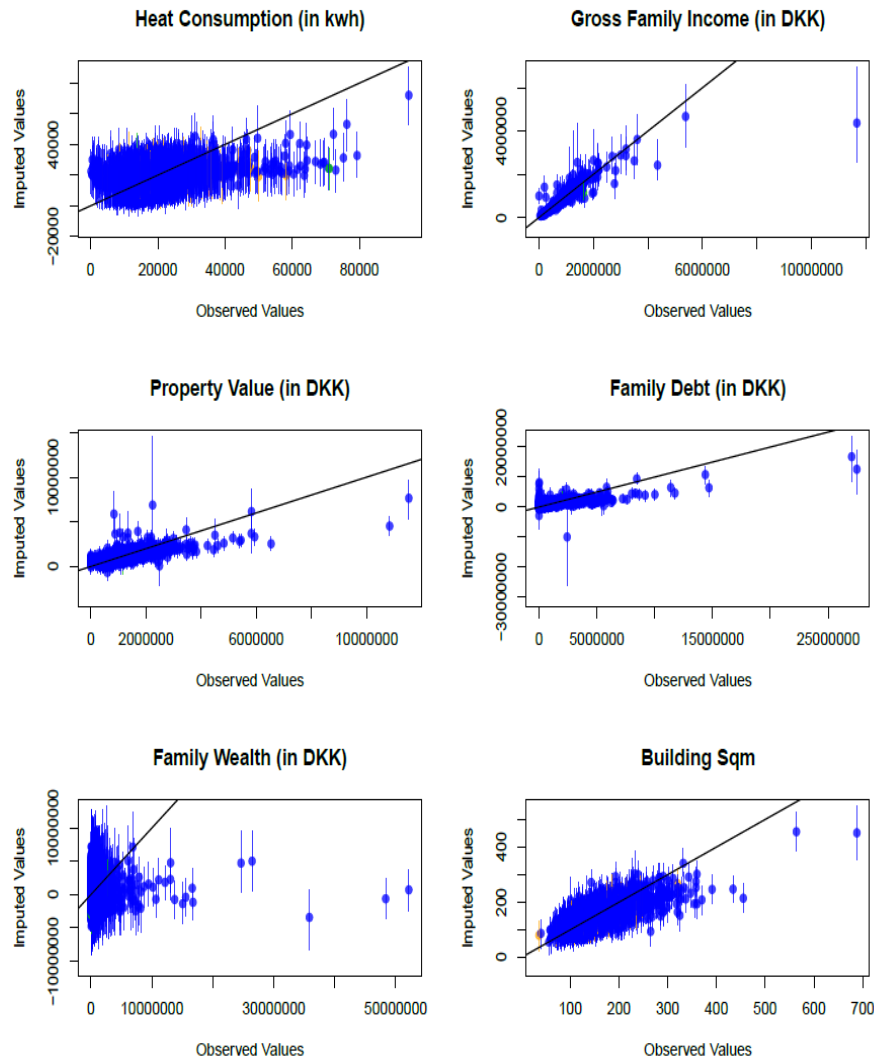 Heat Consumption (in kwh)
Imputed Values
40000
−20000
0 20000 40000 60000 80000
Observed Values
Gross Family Income (in DKK)
Imputed Values
4000000
0
0 2000000 6000000 10000000
Observed Values
Property Value (in DKK)
Imputed Values
10000000
0
0 2000000 6000000 10000000
Observed Values
Family Debt (in DKK)
Imputed Values
20000000
0
−30000000
0 5000000 15000000 25000000
Observed Values
Family Wealth (in DKK)
Imputed Values
10000000
0
−10000000
0 10000000 30000000 50000000
Observed Values
Building Sqm
Imputed Values
400
200
0
100 200 300 400 500 600 700
Observed Values